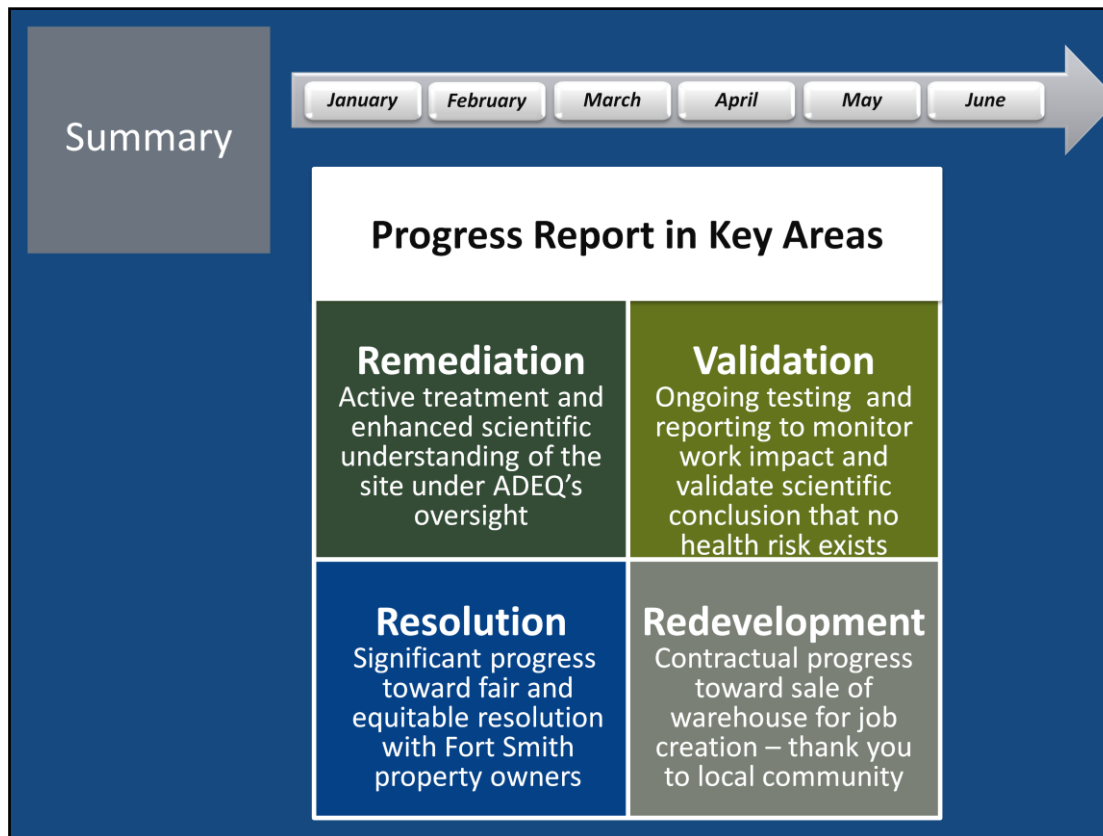 Summary
January
February
March
April
May
June
Progress Report in Key Areas
Remediation
Active treatment and
enhanced scientific
understanding of the
site under ADEQ’s
oversight
Validation
Ongoing testing  and
reporting to monitor
work impact and
validate scientific
conclusion that no
health risk exists
Resolution
Significant progress
toward fair and
equitable resolution
with Fort Smith
property owners
Redevelopment
Contractual progress
toward sale of
warehouse for job
creation – thank you
to local community